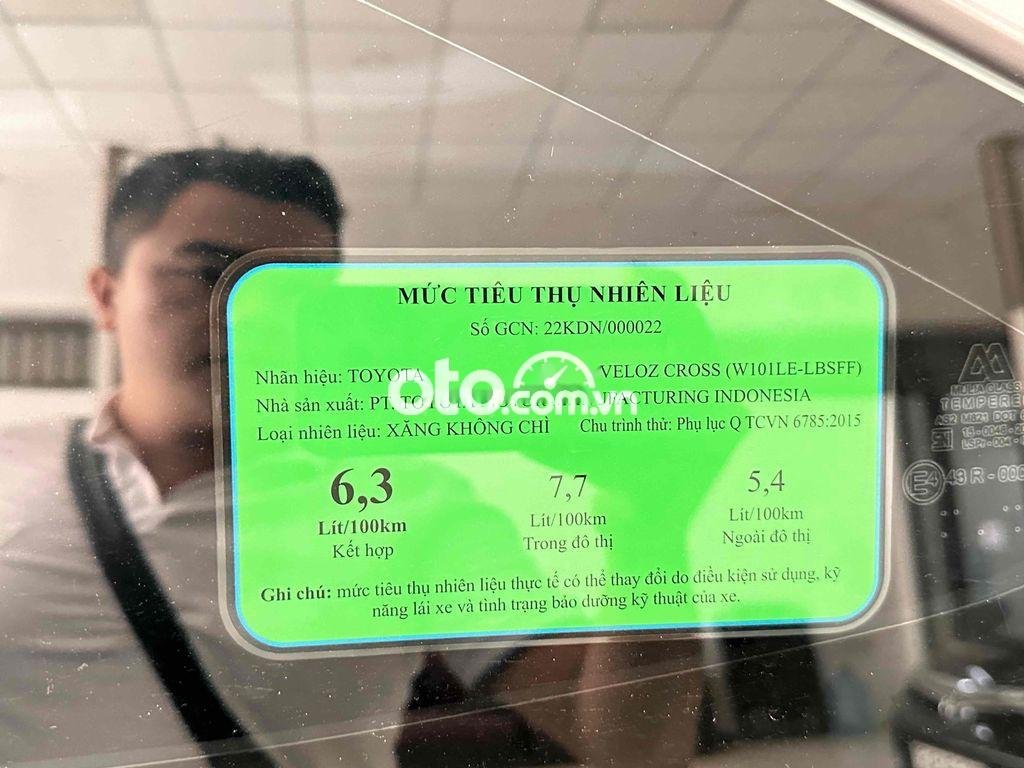 MỨC TIÊU THỤ NHIÊN LIỆU
Số GCN: 22KDN/000022
Nhãn hiệu: TOYOTA VELOZ CROSS (W101LE-LBSFF)
oto.com.vn
Nhà sản xuất: PT. INDONESIA
Loại nhiên liệu: XĂNG KHÔNG CHÌ Chu trình thử: Phụ lục Q TCVN 6785:2015
6,3 7,7 5,4
Lít/100km Lít/100km Lít/100km
Kết hợp Trong đô thị Ngoài đô thị
Ghi chú: mức tiêu thụ nhiên liệu thực tế có thể thay đổi do điều kiện sử dụng, kỹ
năng lái xe và tình trạng bảo dưỡng kỹ thuật của xe.
TEMPERE